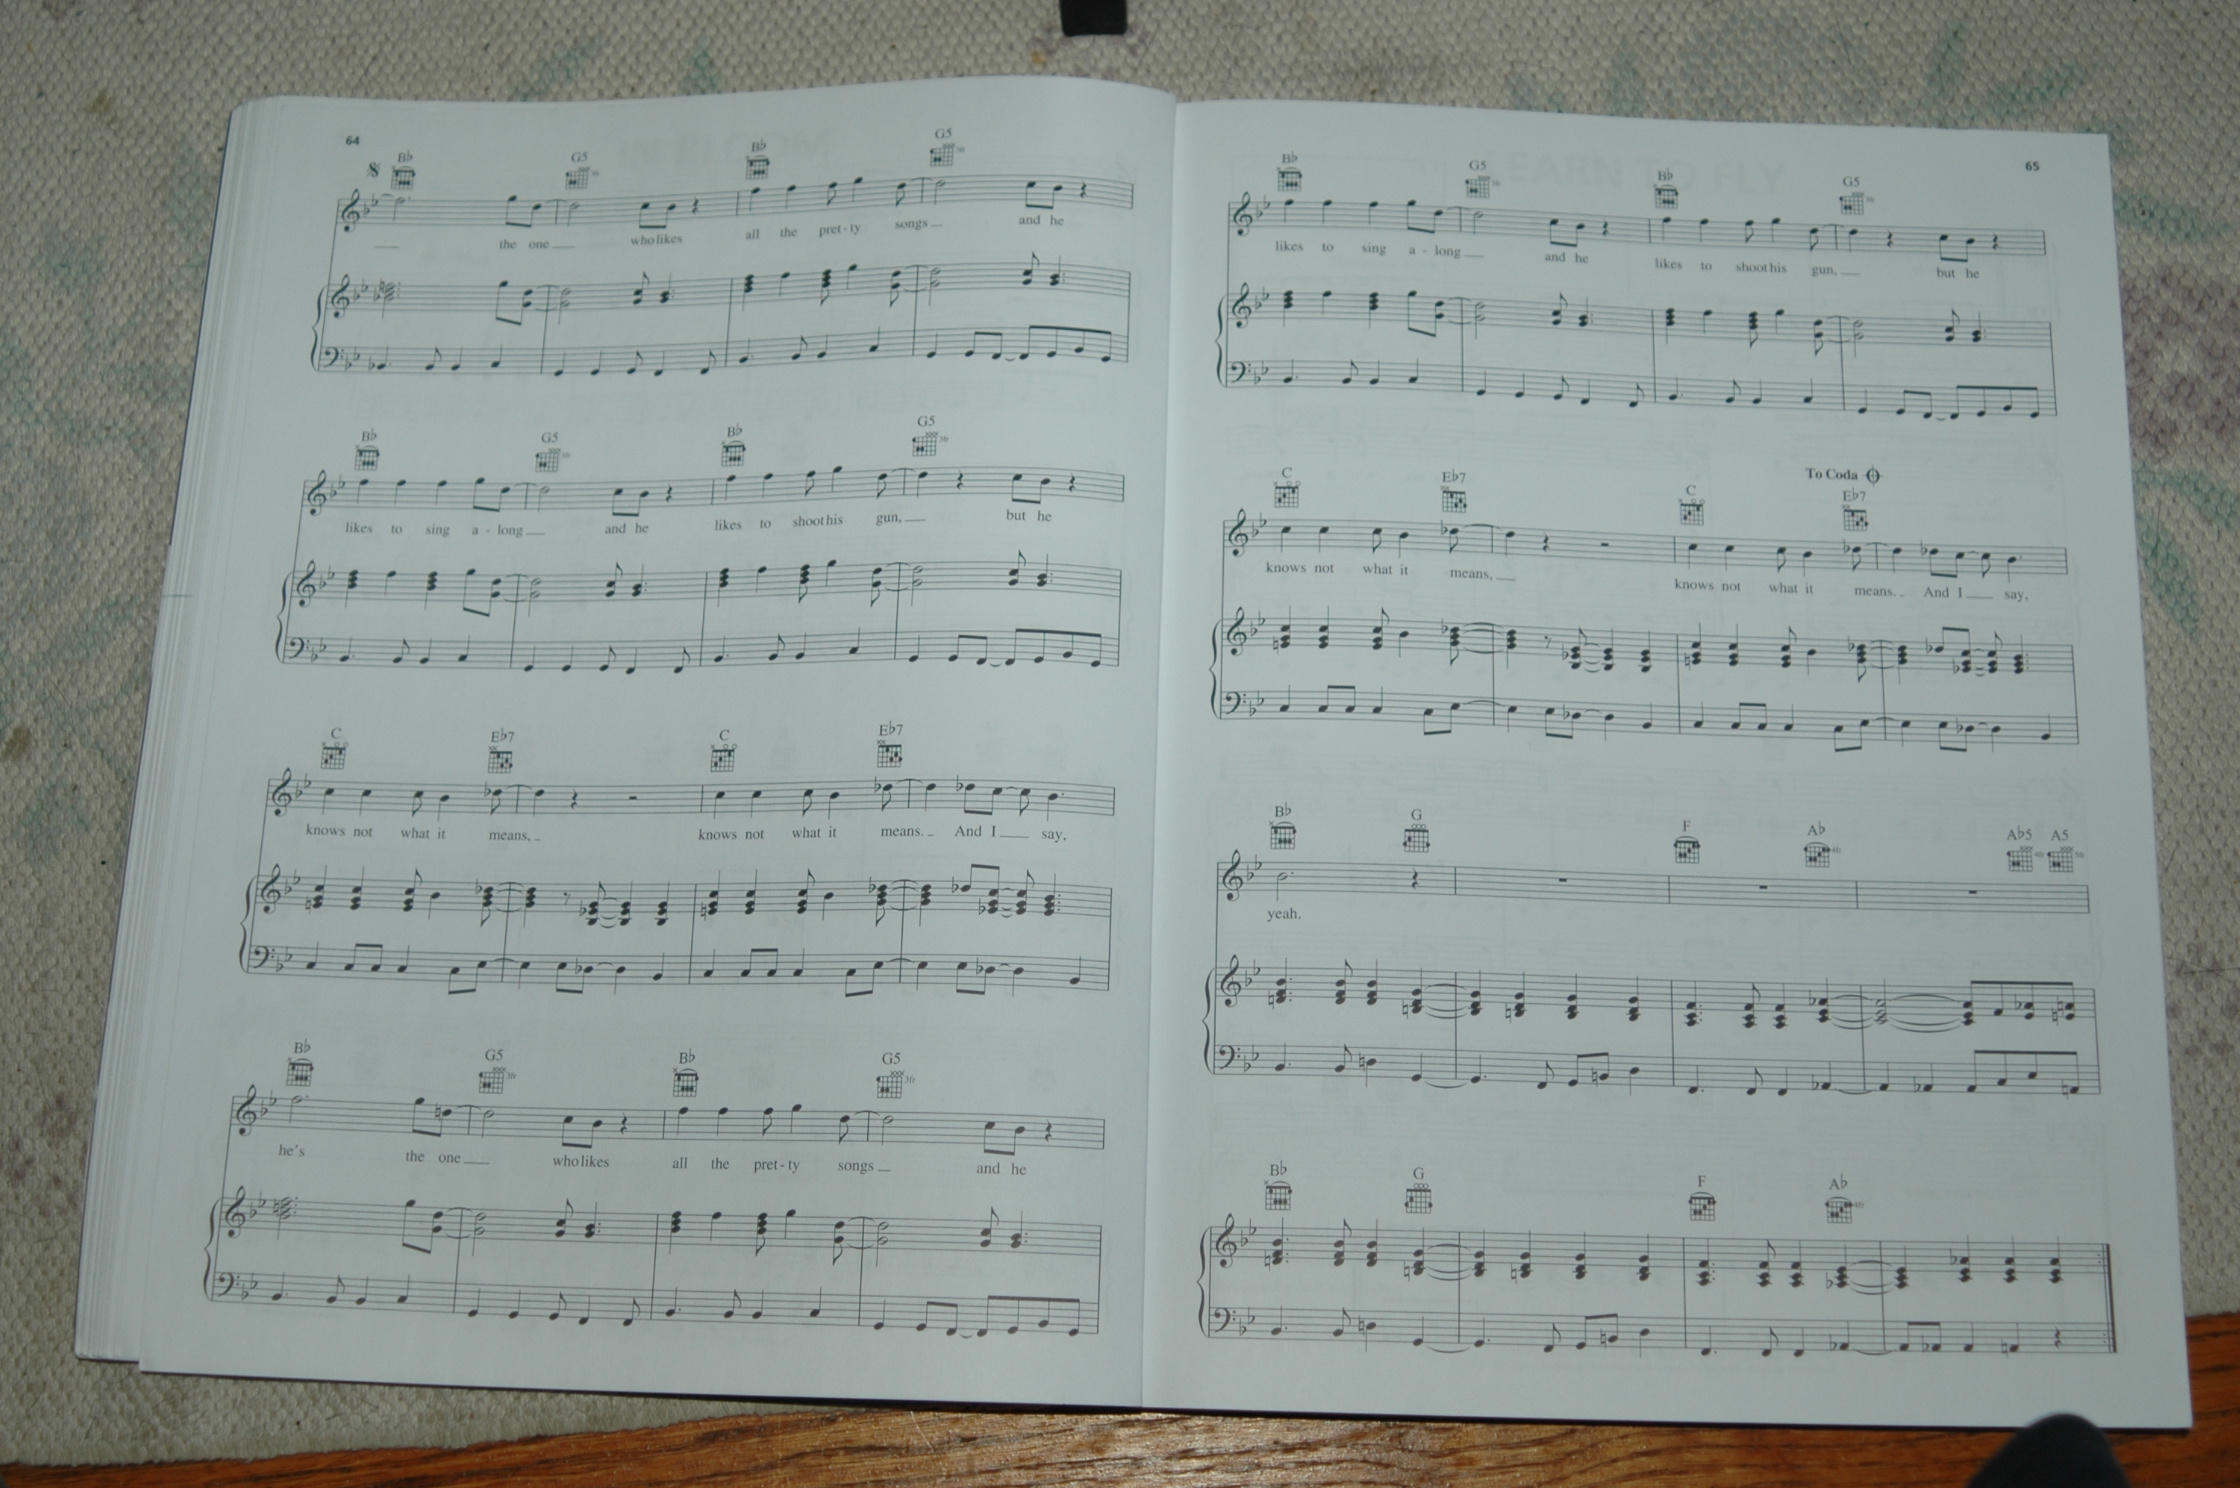 64
B♭ G5 B♭ G5
the one who likes all the pret - ty songs and he
B♭ G5 B♭ G5
likes to sing a - long and he likes to shoot his gun, but he
C E♭7 C E♭7
knows not what it means, knows not what it means. And I say,
B♭ G5 B♭ G5
he's the one who likes all the pret - ty songs and he
65
B♭ G5 B♭ G5
likes to sing a - long and he likes to shoot his gun, but he
To Coda
C E♭7 C E♭7
knows not what it means, knows not what it means. And I say,
B♭ G F A♭ A♭5 A5
yeah.
B♭ G F A♭